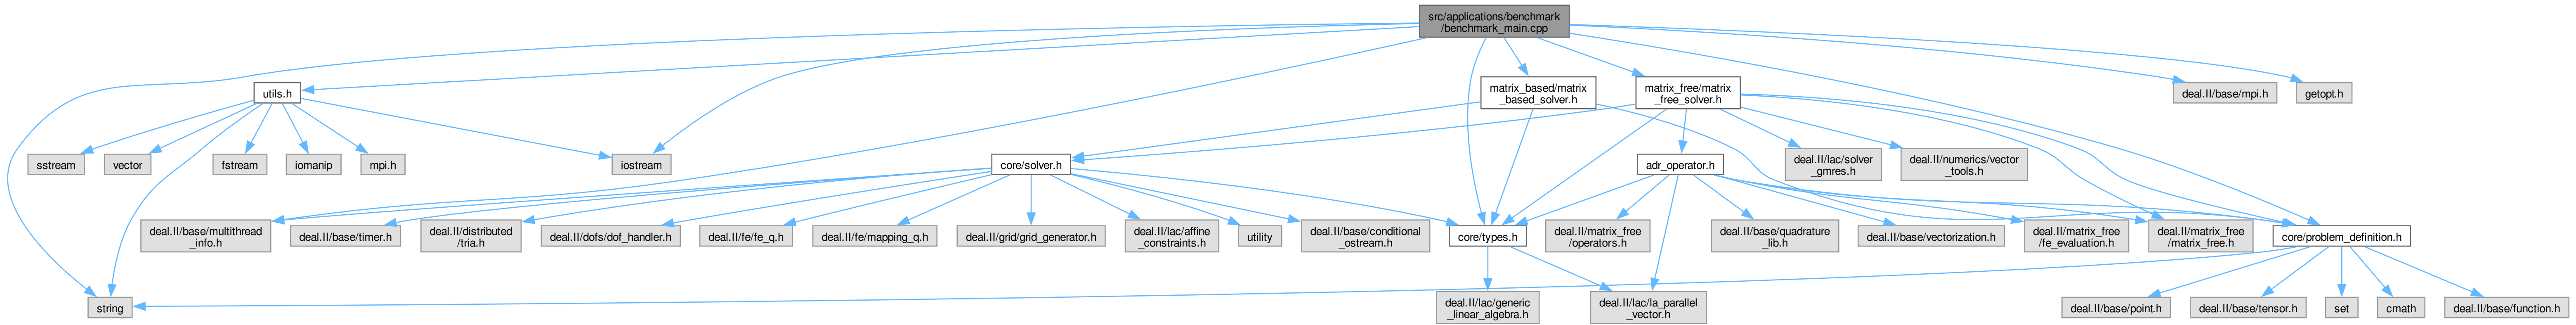 src/applications/benchmark
/benchmark_main.cpp
utils.h
matrix_based/matrix
_based_solver.h
matrix_free/matrix
_free_solver.h
deal.II/base/mpi.h
getopt.h
sstream
vector
fstream
iomanip
mpi.h
iostream
core/solver.h
adr_operator.h
deal.II/lac/solver
_gmres.h
deal.II/numerics/vector
_tools.h
deal.II/base/multithread
_info.h
deal.II/base/timer.h
deal.II/distributed
/tria.h
deal.II/dofs/dof_handler.h
deal.II/fe/fe_q.h
deal.II/fe/mapping_q.h
deal.II/grid/grid_generator.h
deal.II/lac/affine
_constraints.h
utility
deal.II/base/conditional
_ostream.h
core/types.h
deal.II/matrix_free
/operators.h
deal.II/base/quadrature
_lib.h
deal.II/base/vectorization.h
deal.II/matrix_free
/fe_evaluation.h
deal.II/matrix_free
/matrix_free.h
core/problem_definition.h
string
deal.II/lac/generic
_linear_algebra.h
deal.II/lac/la_parallel
_vector.h
deal.II/base/point.h
deal.II/base/tensor.h
set
cmath
deal.II/base/function.h